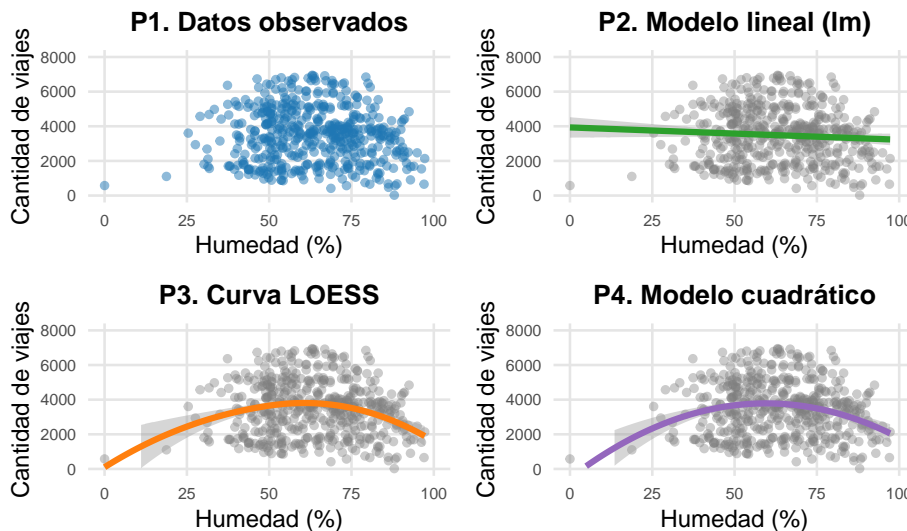 P1. Datos observados
Cantidad de viajes
8000
6000
4000
2000
0
0 25 50 75 100
Humedad (%)
P2. Modelo lineal (lm)
Cantidad de viajes
8000
6000
4000
2000
0
0 25 50 75 100
Humedad (%)
P3. Curva LOESS
Cantidad de viajes
8000
6000
4000
2000
0
0 25 50 75 100
Humedad (%)
P4. Modelo cuadrático
Cantidad de viajes
8000
6000
4000
2000
0
0 25 50 75 100
Humedad (%)